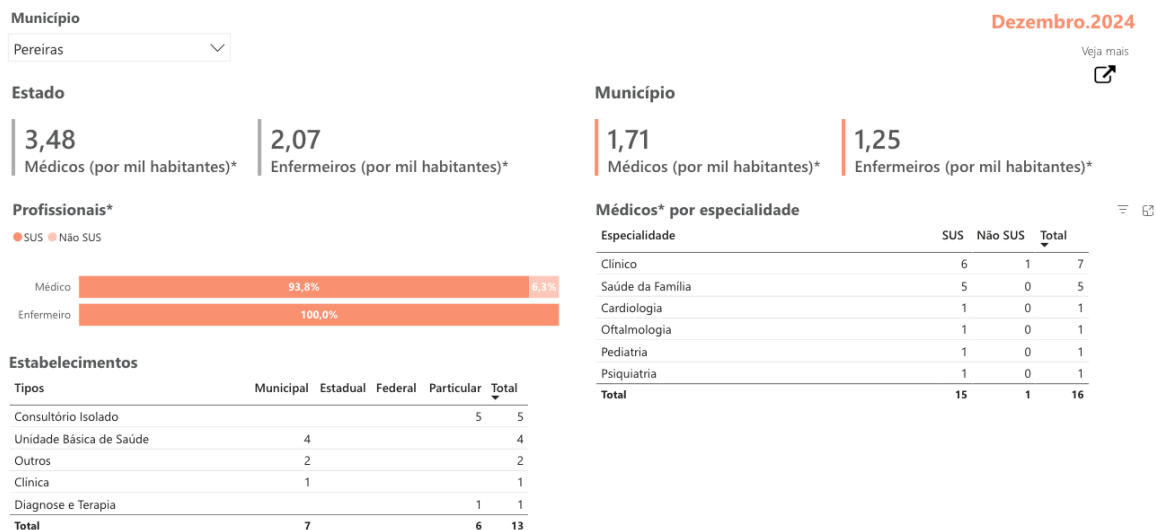 Município
Dezembro.2024
Pereiras
Veja mais
Estado
Município
3,48
Médicos (por mil habitantes)*
2,07
Enfermeiros (por mil habitantes)*
1,71
Médicos (por mil habitantes)*
1,25
Enfermeiros (por mil habitantes)*
Profissionais*
SUS Não SUS
Médico 93,8% 6,3%
Enfermeiro 100,0%
Médicos* por especialidade
Especialidade SUS Não SUS Total
Clínico 6 1 7
Saúde da Família 5 0 5
Cardiologia 1 0 1
Oftalmologia 1 0 1
Pediatria 1 0 1
Psiquiatria 1 0 1
Total 15 1 16
Estabelecimentos
Tipos Municipal Estadual Federal Particular Total
Consultório Isolado 5 5
Unidade Básica de Saúde 4 4
Outros 2 2
Clínica 1 1
Diagnose e Terapia 1 1
Total 7 6 13